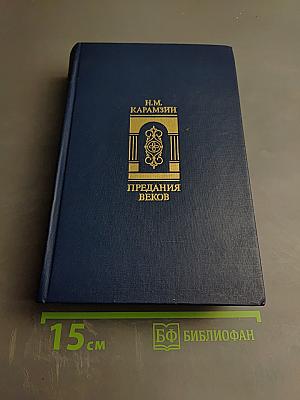 Н.М.
КАРАМЗИН
ПРЕДАНИЯ
ВЕКОВ
15 см
БФ БИБЛИОФАН